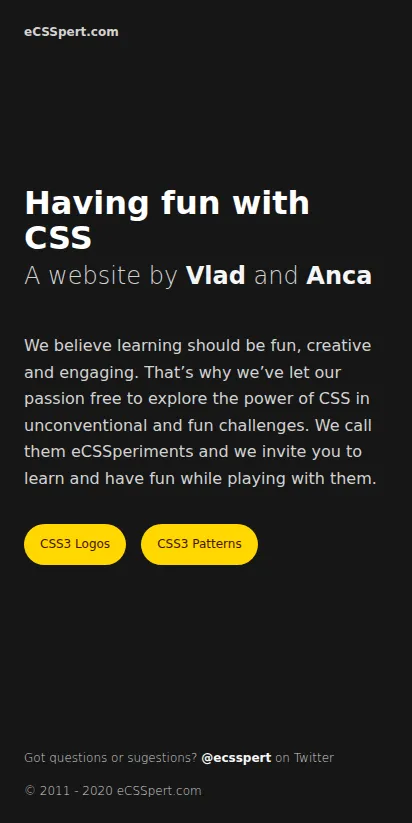 eCSSpert.com
Having fun with
CSS
A website by Vlad and Anca
We believe learning should be fun, creative
and engaging. That’s why we’ve let our
passion free to explore the power of CSS in
unconventional and fun challenges. We call
them eCSSperiments and we invite you to
learn and have fun while playing with them.
CSS3 Logos CSS3 Patterns
Got questions or sugestions? @ecsspert on Twitter
© 2011 - 2020 eCSSpert.com